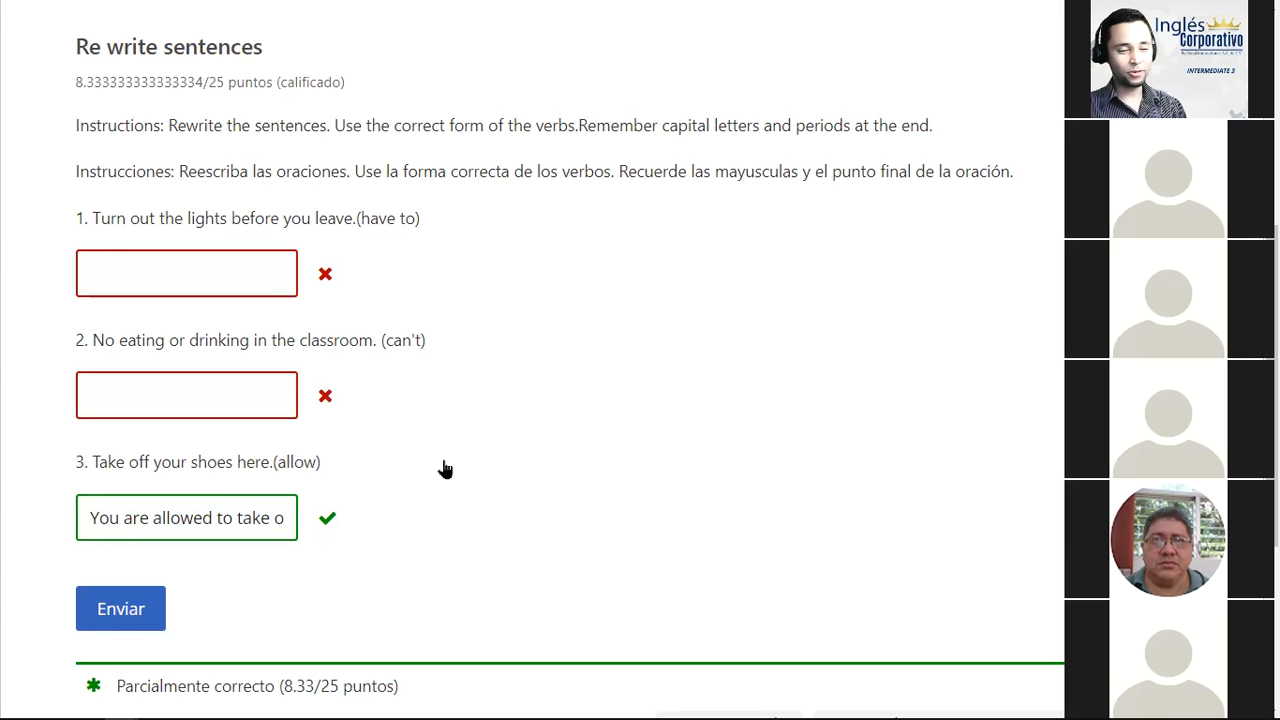 Re write sentences
8.333333333333334/25 puntos (calificado)
Instructions: Rewrite the sentences. Use the correct form of the verbs.Remember capital letters and periods at the end.
Instrucciones: Reescriba las oraciones. Use la forma correcta de los verbos. Recuerde las mayusculas y el punto final de la oración.
1. Turn out the lights before you leave.(have to)
2. No eating or drinking in the classroom. (can't)
3. Take off your shoes here.(allow)
You are allowed to take o
Enviar
Parcialmente correcto (8.33/25 puntos)
Inglés
Corporativo
INTERMEDIATE 3